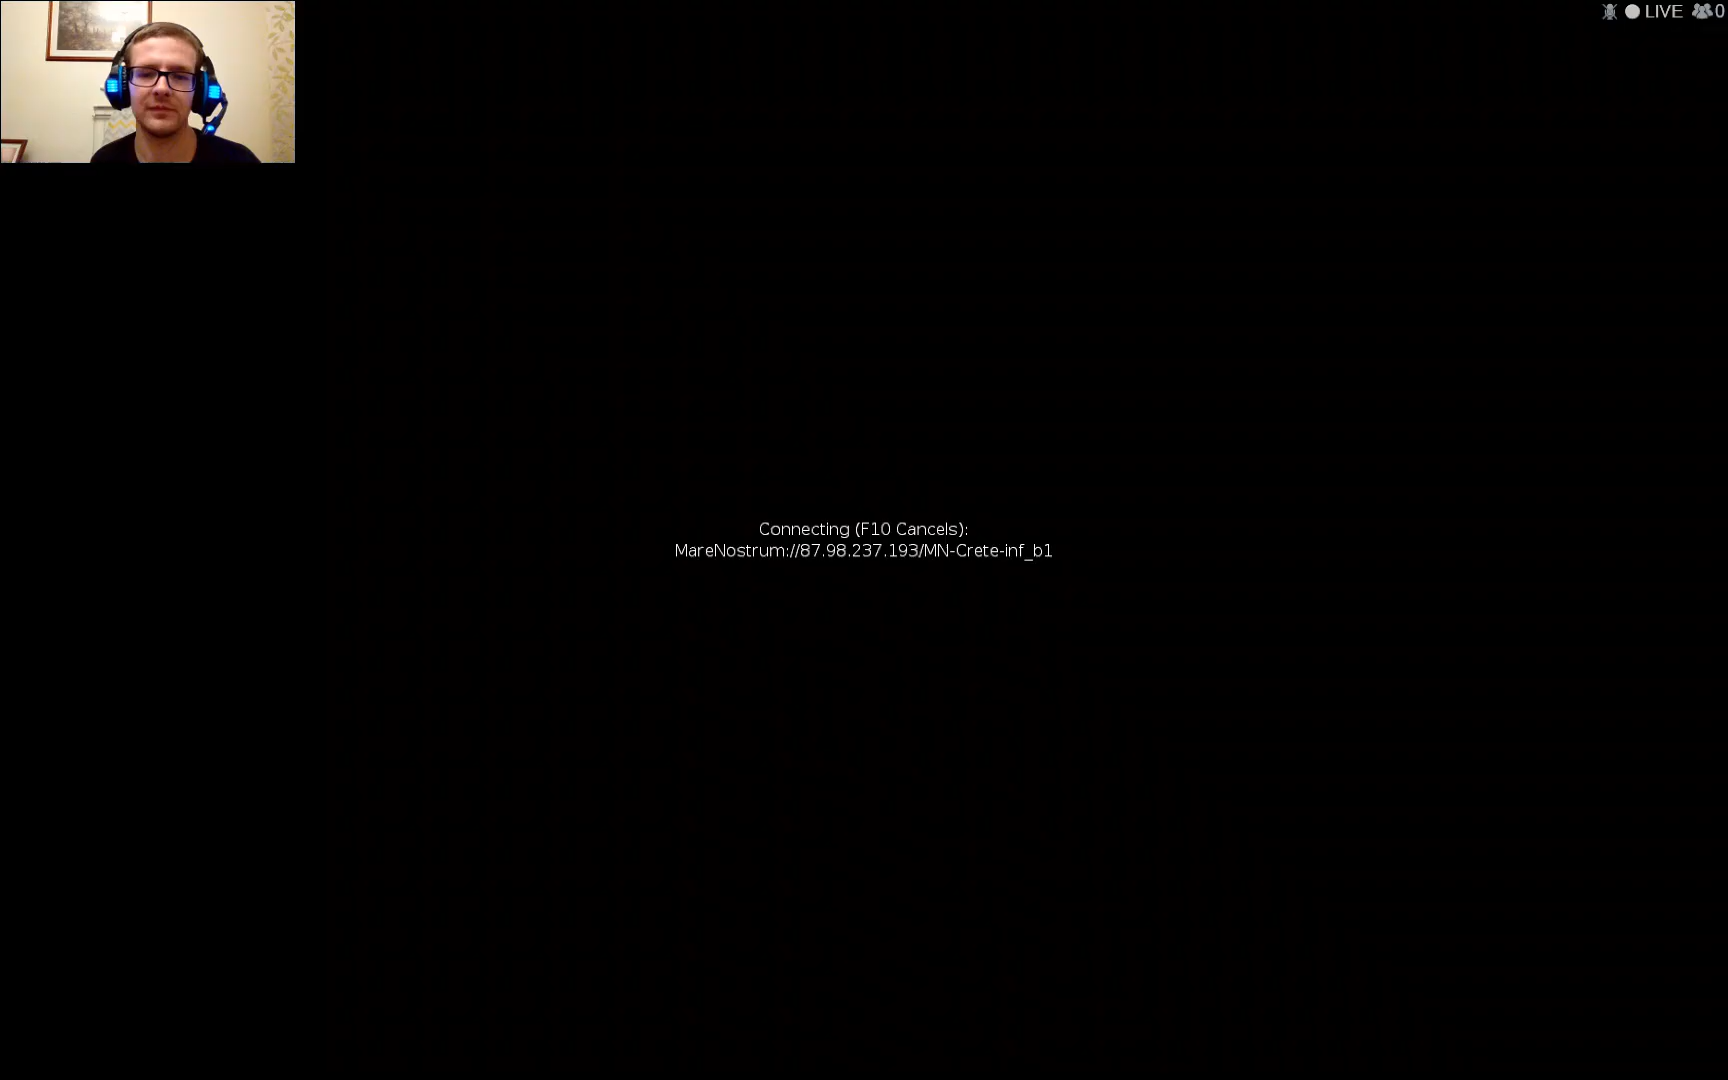 LIVE 0
Connecting (F10 Cancels):
MareNostrum://87.98.237.193/MN-Crete-inf_b1